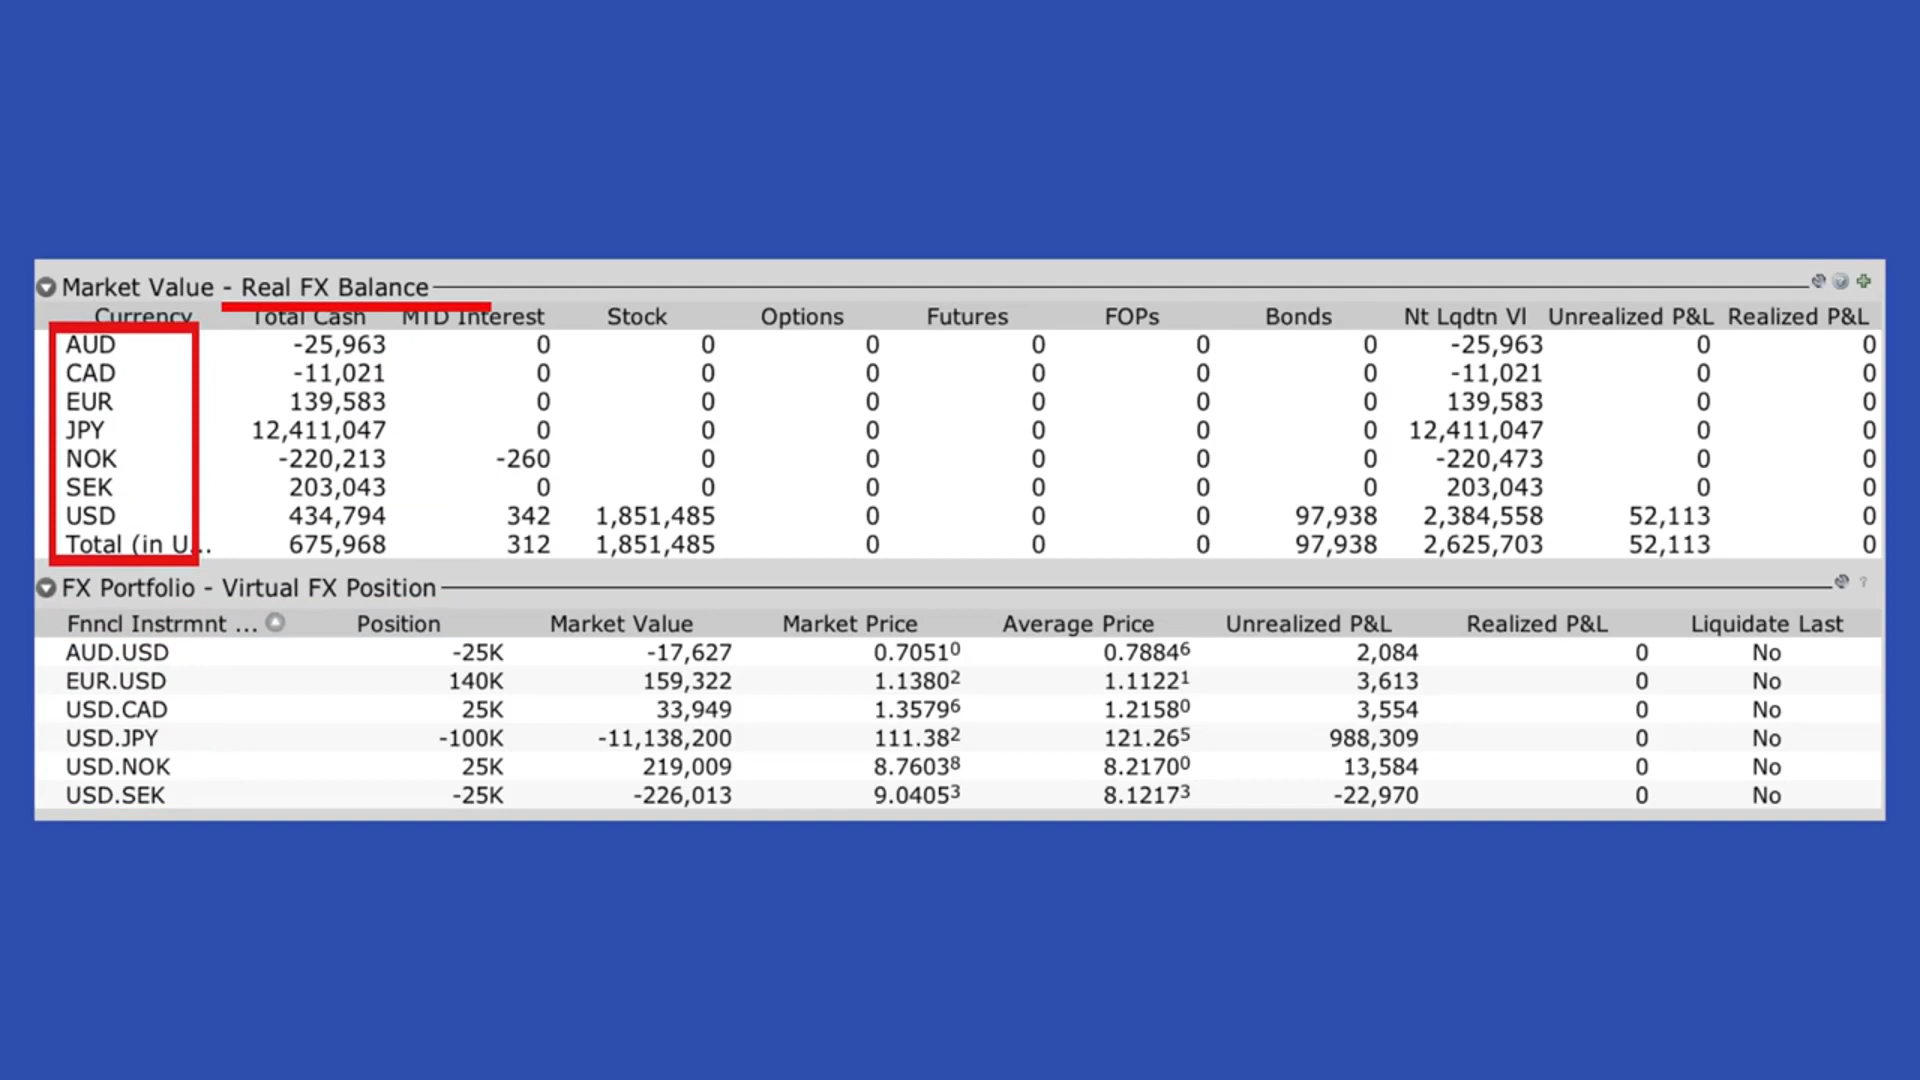 Market Value - Real FX Balance
Currency Total Cash MTD Interest Stock Options Futures FOPs Bonds Nt Lqdtn Vl Unrealized P&L Realized P&L
AUD -25,963 0 0 0 0 0 0 -25,963 0 0
CAD -11,021 0 0 0 0 0 0 -11,021 0 0
EUR 139,583 0 0 0 0 0 0 139,583 0 0
JPY 12,411,047 0 0 0 0 0 0 12,411,047 0 0
NOK -220,213 -260 0 0 0 0 0 -220,473 0 0
SEK 203,043 0 0 0 0 0 0 203,043 0 0
USD 434,794 342 1,851,485 0 0 0 97,938 2,384,558 52,113 0
Total (in U... 675,968 312 1,851,485 0 0 0 97,938 2,625,703 52,113 0
FX Portfolio - Virtual FX Position
Fnncl Instrmnt ... Position Market Value Market Price Average Price Unrealized P&L Realized P&L Liquidate Last
AUD.USD -25K -17,627 0.7051⁰ 0.7884⁶ 2,084 0 No
EUR.USD 140K 159,322 1.1380² 1.1122¹ 3,613 0 No
USD.CAD 25K 33,949 1.3579⁶ 1.2158⁰ 3,554 0 No
USD.JPY -100K -11,138,200 111.38² 121.26⁵ 988,309 0 No
USD.NOK 25K 219,009 8.7603⁸ 8.2170⁰ 13,584 0 No
USD.SEK -25K -226,013 9.0405³ 8.1217³ -22,970 0 No